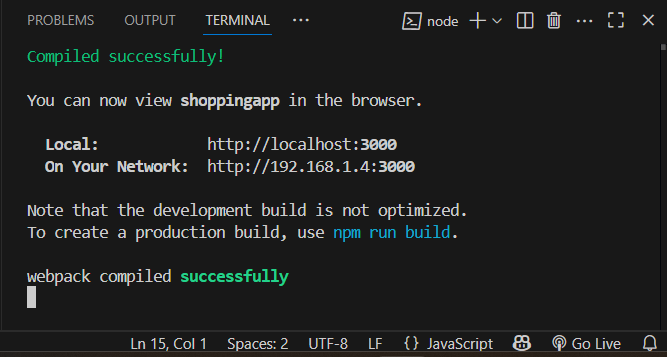 PROBLEMS OUTPUT TERMINAL ··· node
Compiled successfully!
You can now view shoppingapp in the browser.
Local: http://localhost:3000
On Your Network: http://192.168.1.4:3000
Note that the development build is not optimized.
To create a production build, use npm run build.
webpack compiled successfully
Ln 15, Col 1 Spaces: 2 UTF-8 LF {} JavaScript Go Live